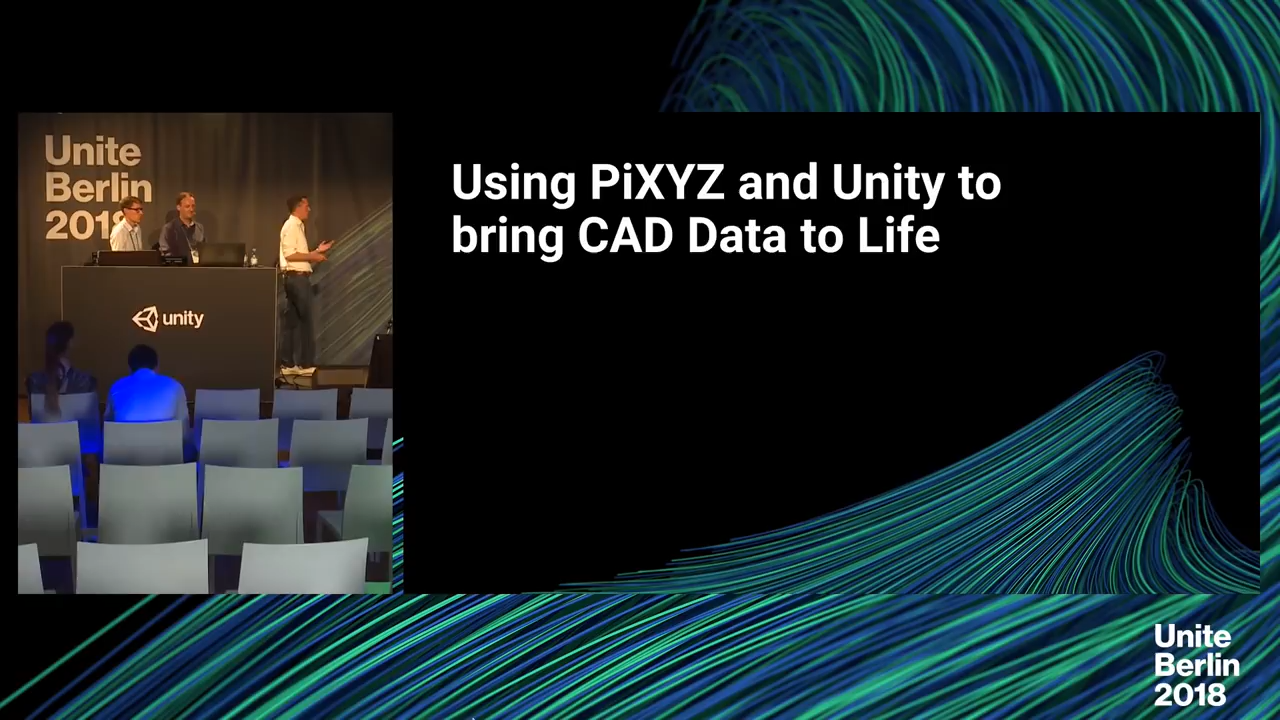 Unite
Berlin
2018
unity
Using PiXYZ and Unity to
bring CAD Data to Life
Unite
Berlin
2018